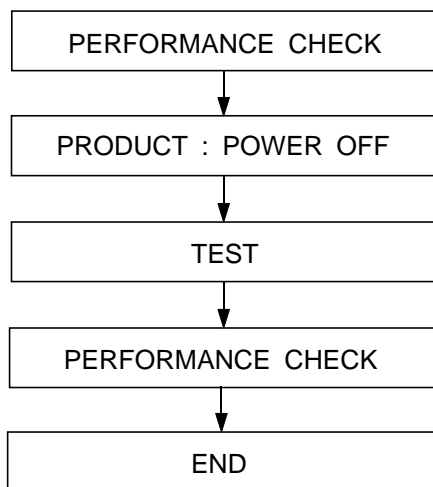 PERFORMANCE CHECK
PRODUCT : POWER OFF
TEST
PERFORMANCE CHECK
END